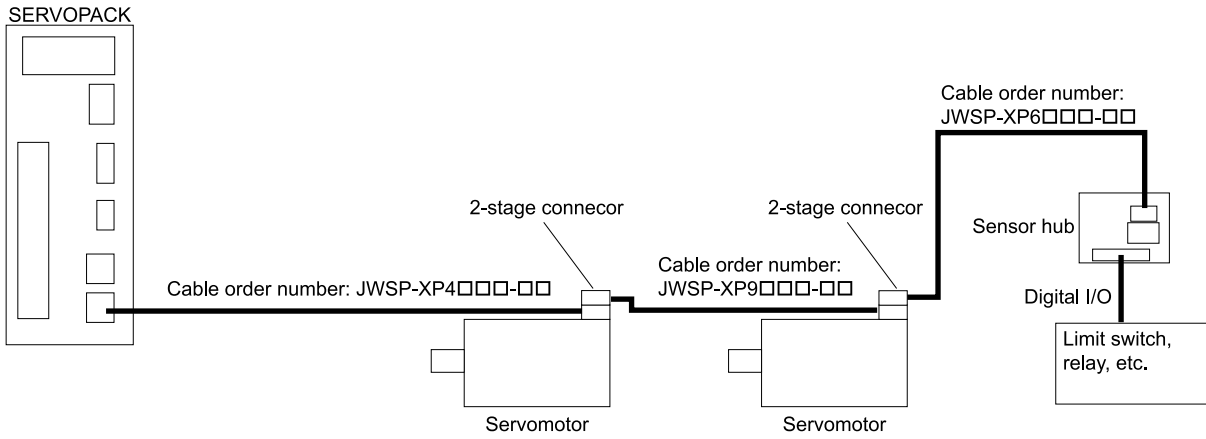 SERVOPACK
Cable order number:
JWSP-XP6□□□-□□
2-stage connecor
2-stage connecor
Sensor hub
Cable order number:
JWSP-XP9□□□-□□
Cable order number: JWSP-XP4□□□-□□
Digital I/O
Limit switch,
relay, etc.
Servomotor
Servomotor